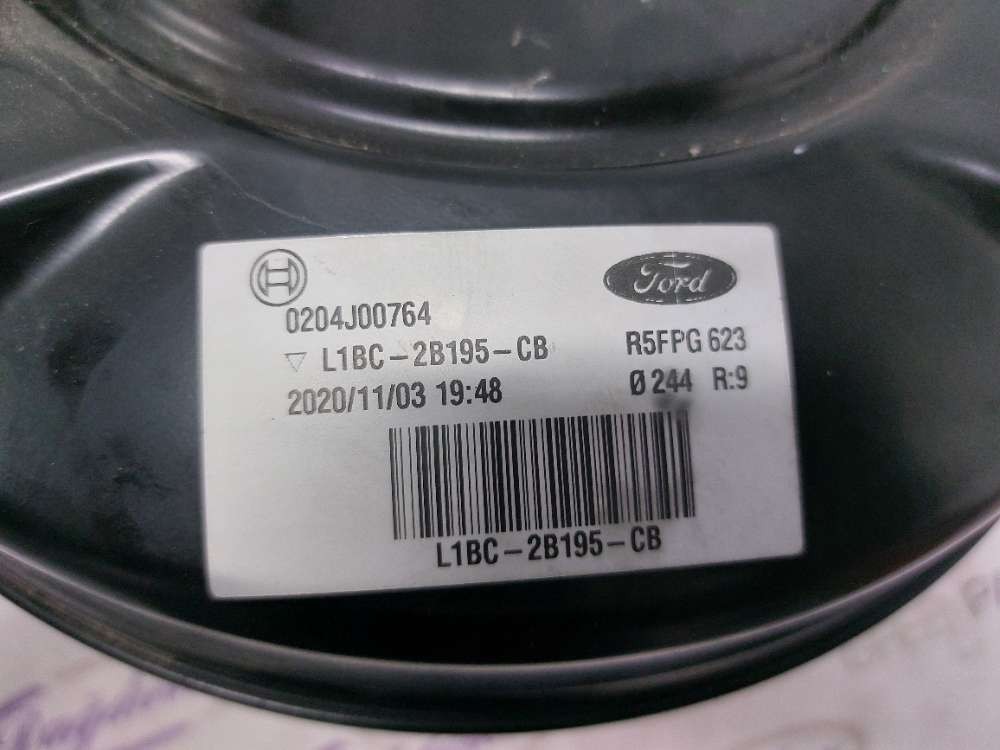 Ford
0204J00764
R5FPG 623
▽ L1BC-2B195-CB
2020/11/03 19:48
Ø 244 R:9
L1BC-2B195-CB